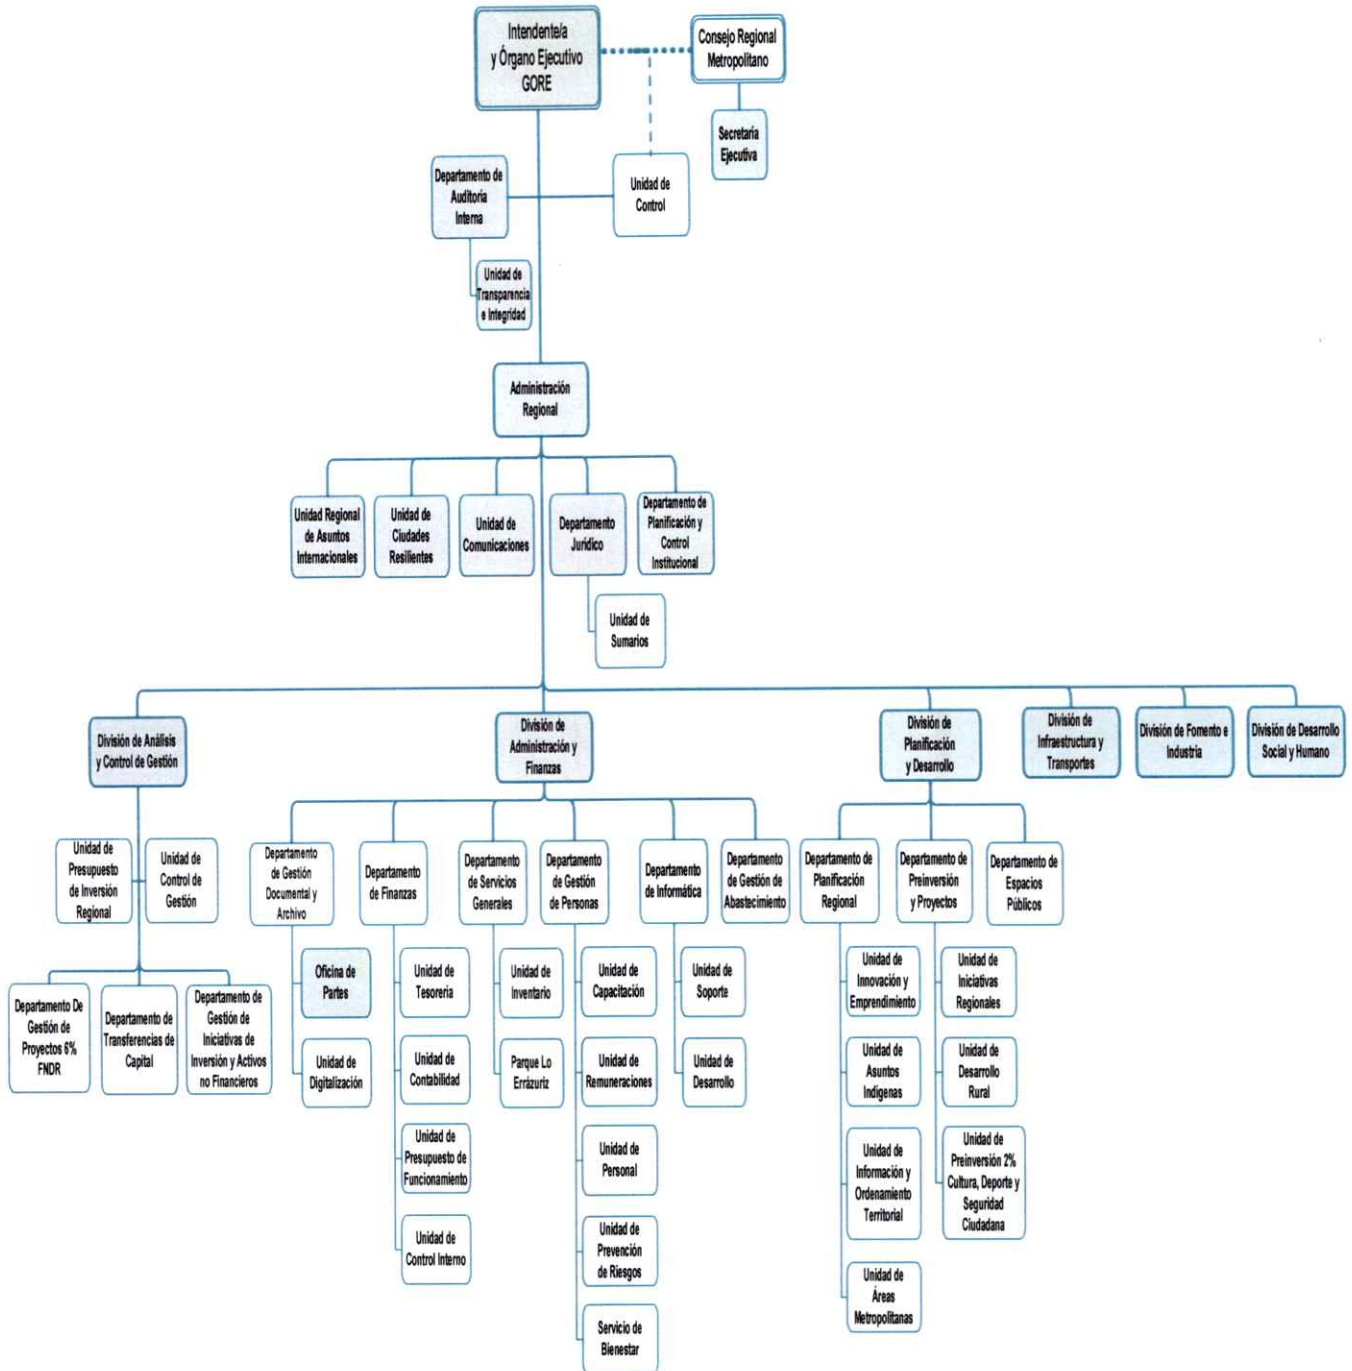 Intendente/a
y Órgano Ejecutivo
GORE
Consejo Regional
Metropolitano
Secretaría
Ejecutiva
Departamento de
Auditoría
Interna
Unidad de
Control
Unidad de
Transparencia
e Integridad
Administración
Regional
Unidad Regional
de Asuntos
Internacionales
Unidad de
Ciudades
Resilientes
Unidad de
Comunicaciones
Departamento
Jurídico
Departamento de
Planificación y
Control
Institucional
Unidad de
Sumarios
División de Análisis
y Control de Gestión
División de
Administración y
Finanzas
División de
Planificación
y Desarrollo
División de
Infraestructura y
Transportes
División de Fomento e
Industria
División de Desarrollo
Social y Humano
Unidad de
Presupuesto
de Inversión
Regional
Unidad de
Control de
Gestión
Departamento De
Gestión de
Proyectos 6%
FNDR
Departamento de
Transferencias de
Capital
Departamento de
Gestión de
Iniciativas de
Inversión y Activos
no Financieros
Departamento
de Gestión
Documental y
Archivo
Oficina de
Partes
Unidad de
Digitalización
Departamento
de Finanzas
Unidad de
Tesoreria
Unidad de
Contabilidad
Unidad de
Presupuesto de
Funcionamiento
Unidad de
Control Interno
Departamento
de Servicios
Generales
Unidad de
Inventario
Parque Lo
Errázuriz
Departamento
de Gestión
de Personas
Unidad de
Capacitación
Unidad de
Remuneraciones
Unidad de
Personal
Unidad de
Prevención
de Riesgos
Servicio de
Bienestar
Departamento
de Informática
Unidad de
Soporte
Unidad de
Desarrollo
Departamento
de Gestión de
Abastecimiento
Departamento de
Planificación
Regional
Unidad de
Innovación y
Emprendimiento
Unidad de
Asuntos
Indígenas
Unidad de
Información y
Ordenamiento
Territorial
Unidad de
Áreas
Metropolitanas
Departamento de
Preinversión
y Proyectos
Unidad de
Iniciativas
Regionales
Unidad de
Desarrollo
Rural
Unidad de
Preinversión 2%
Cultura, Deporte y
Seguridad
Ciudadana
Departamento de
Espacios
Públicos